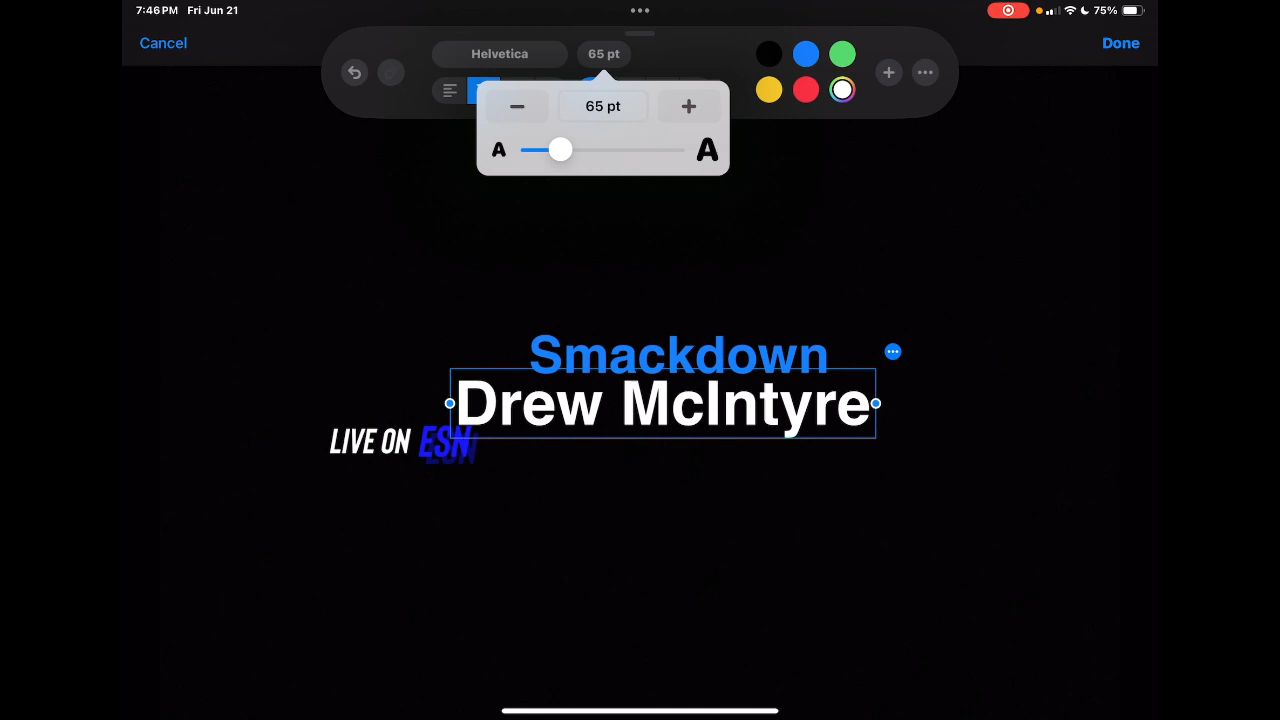 7:46 PM Fri Jun 21
75%
Cancel
Helvetica
65 pt
Done
65 pt
A A
Smackdown
Drew McIntyre
LIVE ON ESN